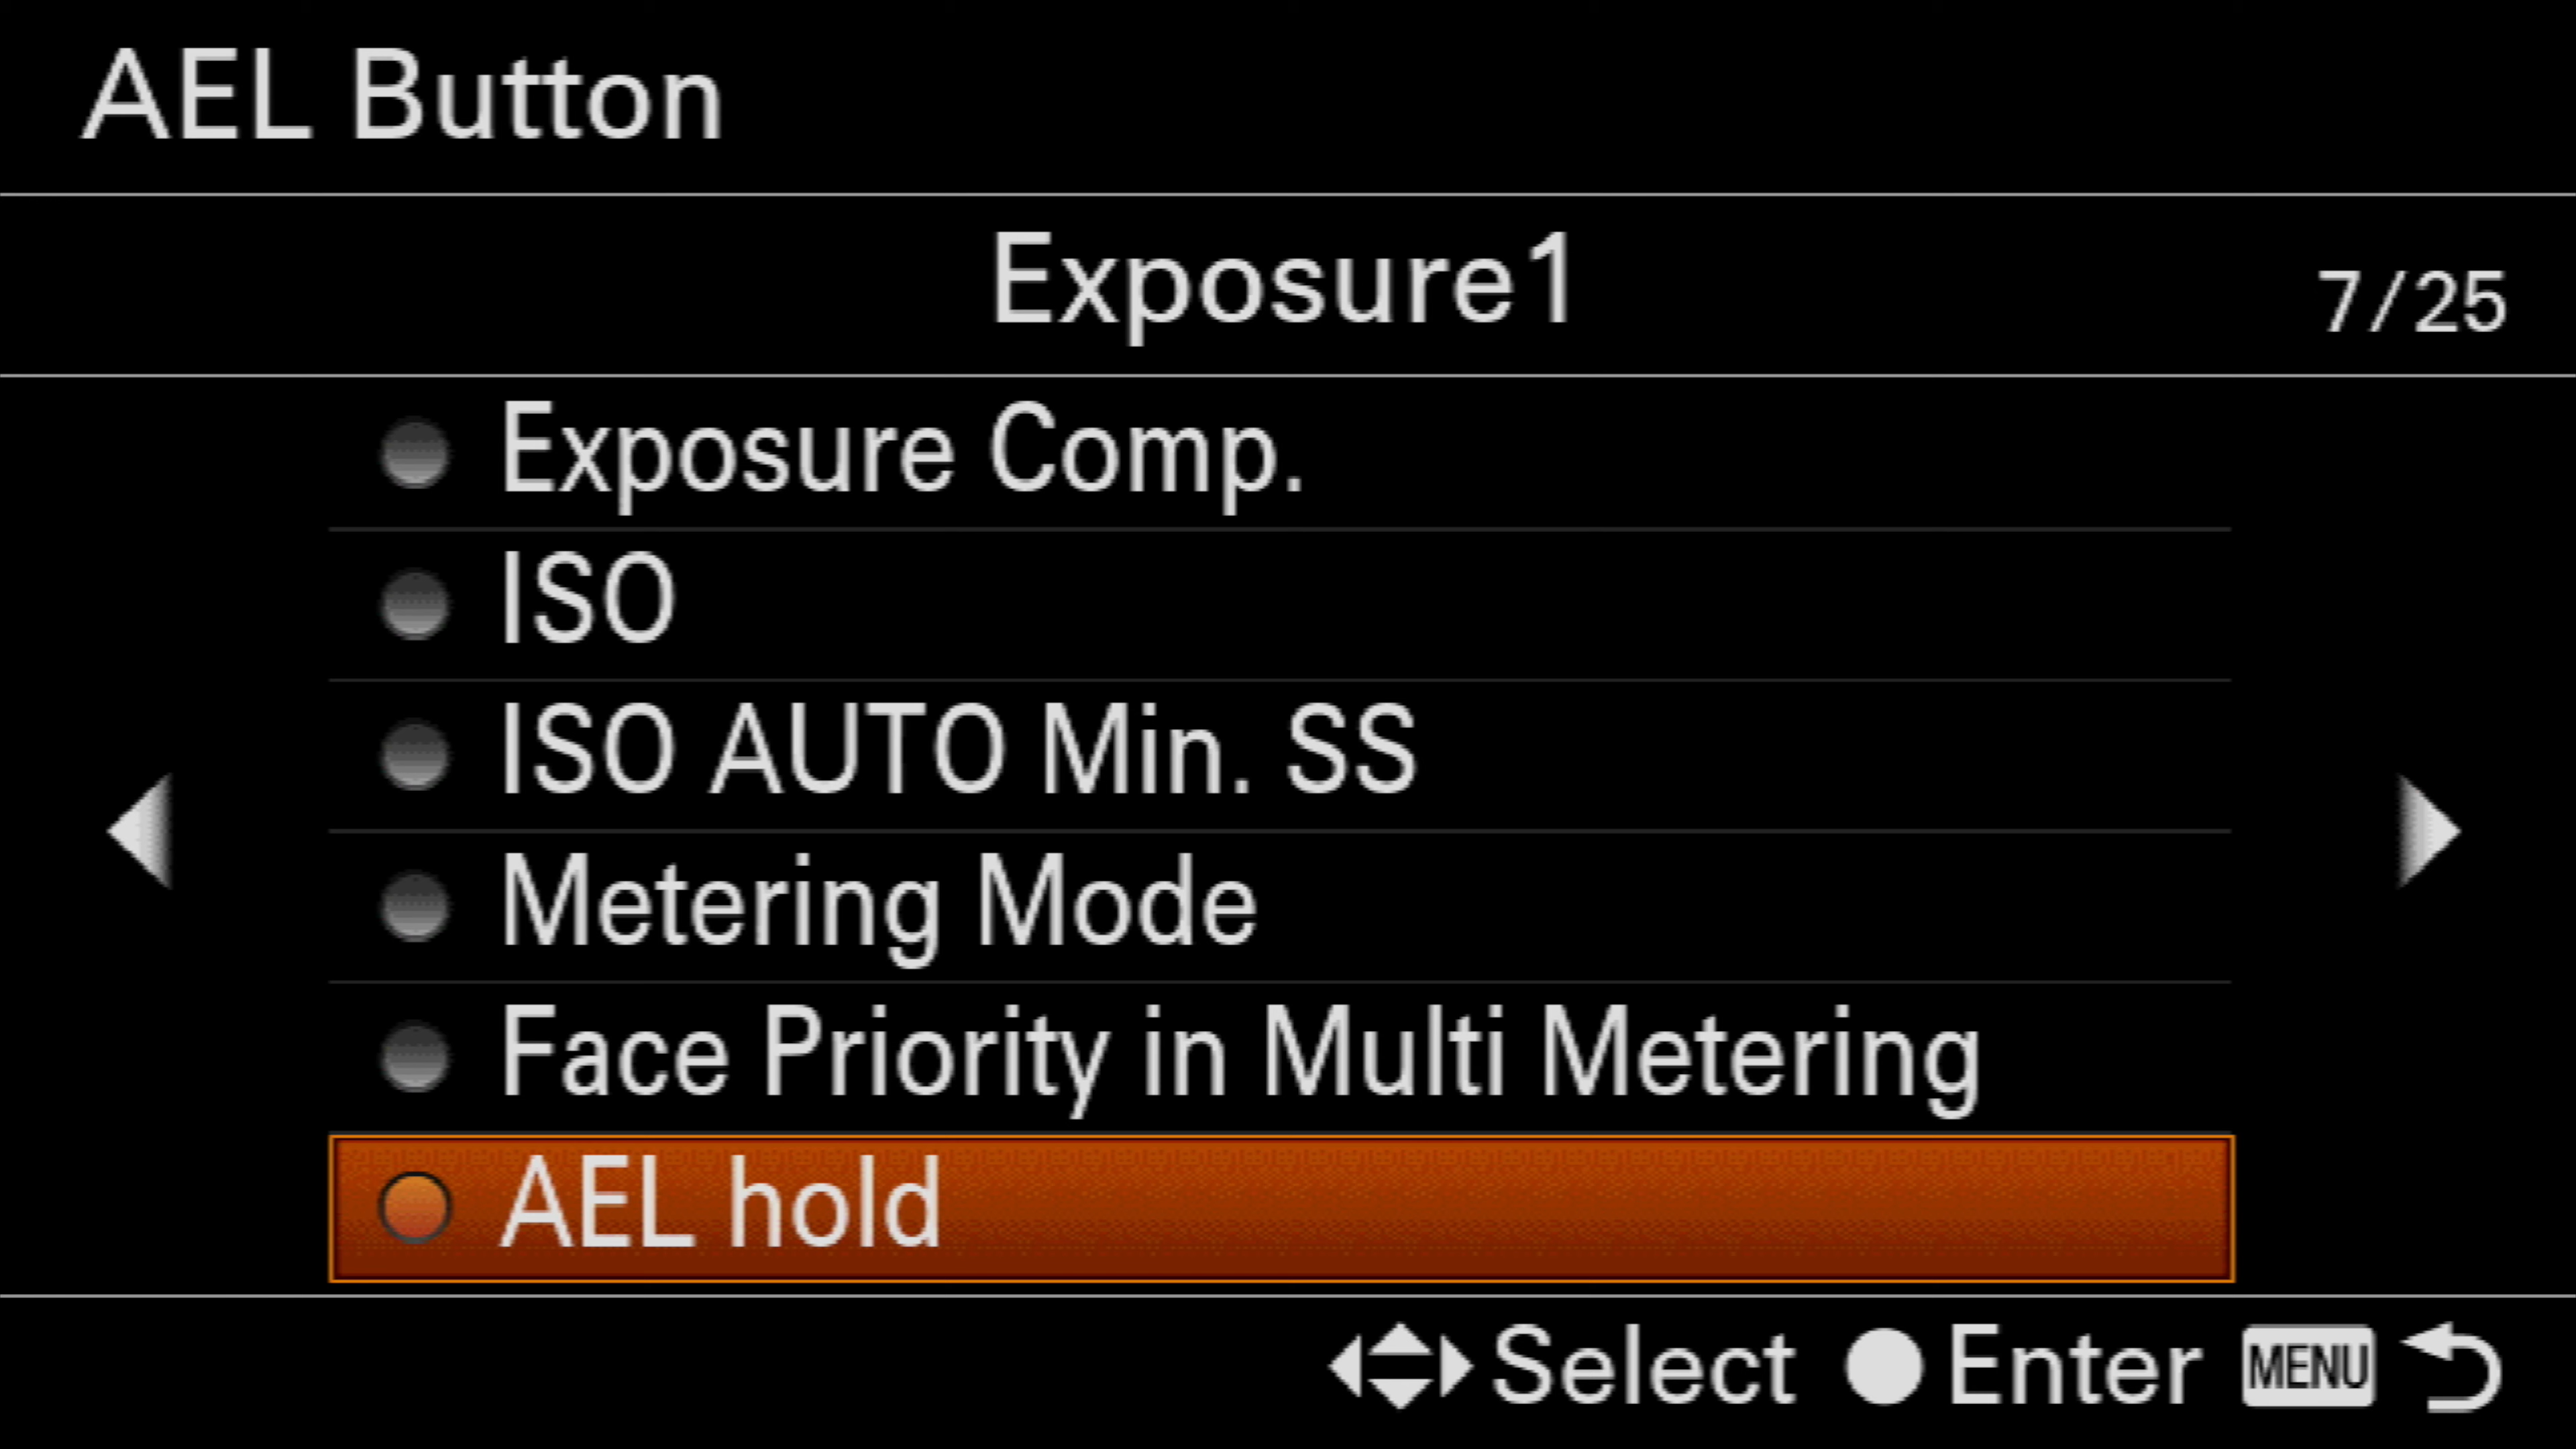 AEL Button
Exposure1
7/25
Exposure Comp.
ISO
ISO AUTO Min. SS
Metering Mode
Face Priority in Multi Metering
AEL hold
Select Enter MENU